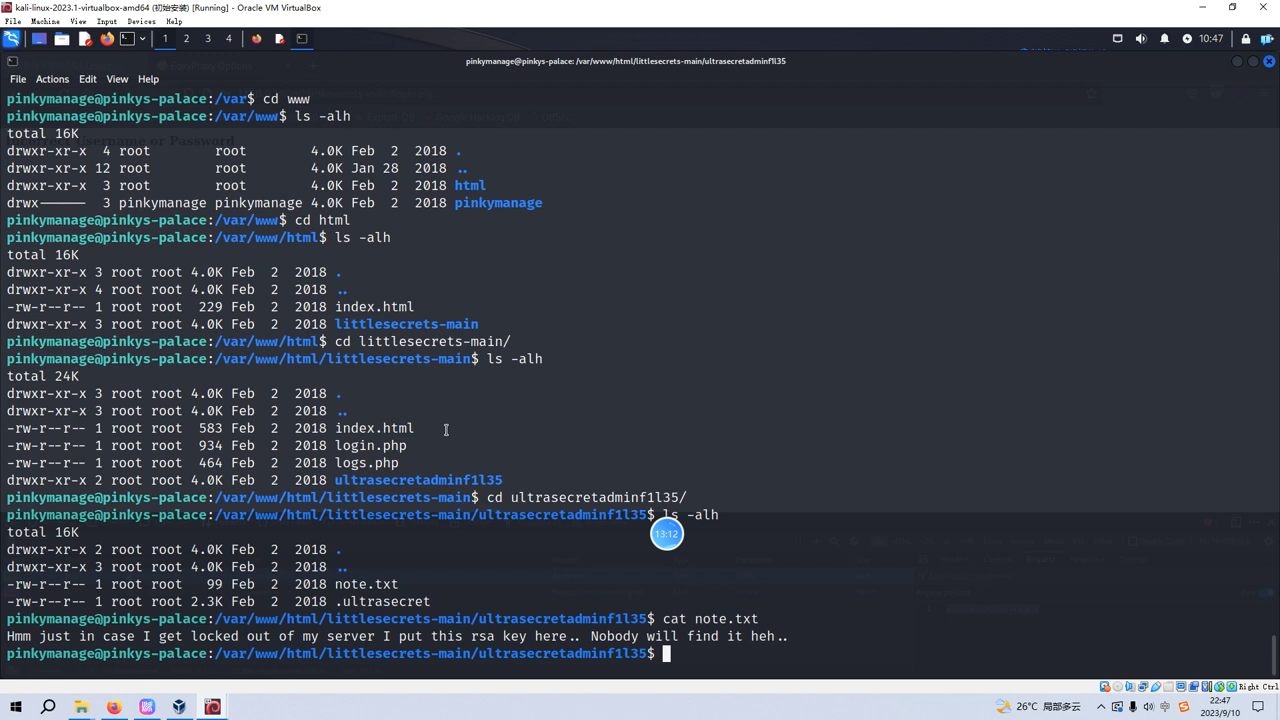 kali-linux-2023.1-virtualbox-amd64 (初始安装) [Running] - Oracle VM VirtualBox
File Machine View Input Devices Help
1 2 3 4
10:47
pinkymanage@pinkys-palace: /var/www/html/littlesecrets-main/ultrasecretadminf1l35
File Actions Edit View Help
pinkymanage@pinkys-palace:/var$ cd www
pinkymanage@pinkys-palace:/var/www$ ls -alh
total 16K
drwxr-xr-x 4 root root 4.0K Feb 2 2018 .
drwxr-xr-x 12 root root 4.0K Jan 28 2018 ..
drwxr-xr-x 3 root root 4.0K Feb 2 2018 html
drwx------ 3 pinkymanage pinkymanage 4.0K Feb 2 2018 pinkymanage
pinkymanage@pinkys-palace:/var/www$ cd html
pinkymanage@pinkys-palace:/var/www/html$ ls -alh
total 16K
drwxr-xr-x 3 root root 4.0K Feb 2 2018 .
drwxr-xr-x 4 root root 4.0K Feb 2 2018 ..
-rw-r--r-- 1 root root 229 Feb 2 2018 index.html
drwxr-xr-x 3 root root 4.0K Feb 2 2018 littlesecrets-main
pinkymanage@pinkys-palace:/var/www/html$ cd littlesecrets-main/
pinkymanage@pinkys-palace:/var/www/html/littlesecrets-main$ ls -alh
total 24K
drwxr-xr-x 3 root root 4.0K Feb 2 2018 .
drwxr-xr-x 3 root root 4.0K Feb 2 2018 ..
-rw-r--r-- 1 root root 583 Feb 2 2018 index.html
-rw-r--r-- 1 root root 934 Feb 2 2018 login.php
-rw-r--r-- 1 root root 464 Feb 2 2018 logs.php
drwxr-xr-x 2 root root 4.0K Feb 2 2018 ultrasecretadminf1l35
pinkymanage@pinkys-palace:/var/www/html/littlesecrets-main$ cd ultrasecretadminf1l35/
pinkymanage@pinkys-palace:/var/www/html/littlesecrets-main/ultrasecretadminf1l35$ ls -alh
total 16K
13:12
drwxr-xr-x 2 root root 4.0K Feb 2 2018 .
drwxr-xr-x 3 root root 4.0K Feb 2 2018 ..
-rw-r--r-- 1 root root 99 Feb 2 2018 note.txt
-rw-r--r-- 1 root root 2.3K Feb 2 2018 .ultrasecret
pinkymanage@pinkys-palace:/var/www/html/littlesecrets-main/ultrasecretadminf1l35$ cat note.txt
Hmm just in case I get locked out of my server I put this rsa key here.. Nobody will find it heh..
pinkymanage@pinkys-palace:/var/www/html/littlesecrets-main/ultrasecretadminf1l35$
Right Ctrl
26°C 局部多云
中
22:47
2023/9/10